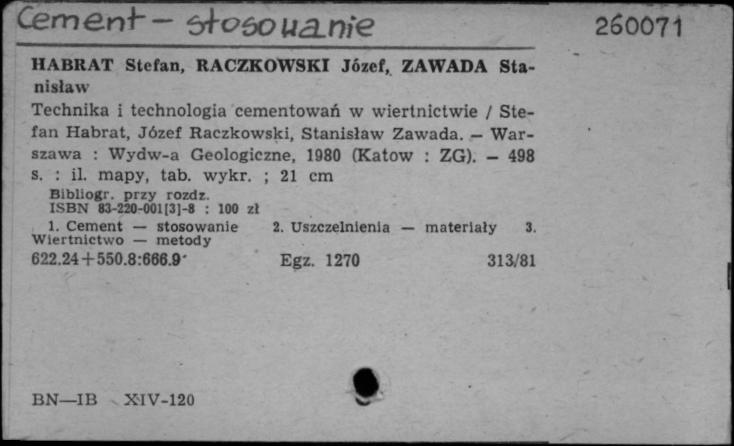 Cement - stosowanie 260071
HABRAT Stefan, RACZKOWSKI Józef, ZAWADA Sta-
nisław
Technika i technologia cementowań w wiertnictwie / Ste-
fan Habrat, Józef Raczkowski, Stanisław Zawada. — War-
szawa : Wydw-a Geologiczne, 1980 (Katow : ZG). — 498
s. : il. mapy, tab. wykr. ; 21 cm
Bibliogr. przy rozdz.
ISBN 83-220-001[3]-8 : 100 zł
1. Cement — stosowanie 2. Uszczelnienia — materiały 3.
Wiertnictwo — metody
622.24+550.8:666.9 Egz. 1270 313/81
BN—IB XIV-120